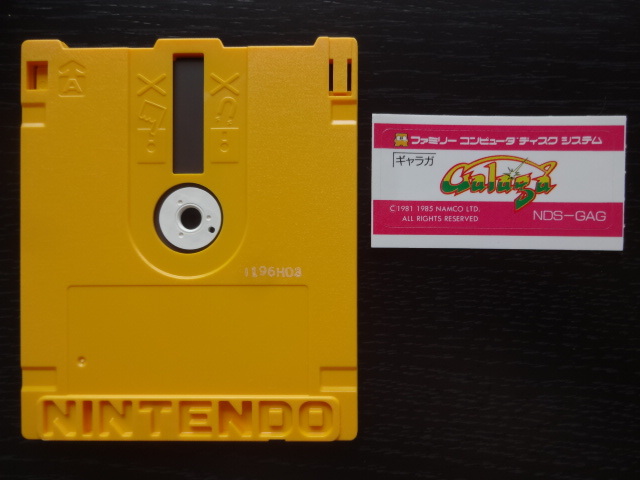 A
1196H08
NINTENDO
ファミリー コンピュータ ディスク システム
ギャラガ
Galaga
©1981 1985 NAMCO LTD.
ALL RIGHTS RESERVED
NDS-GAG